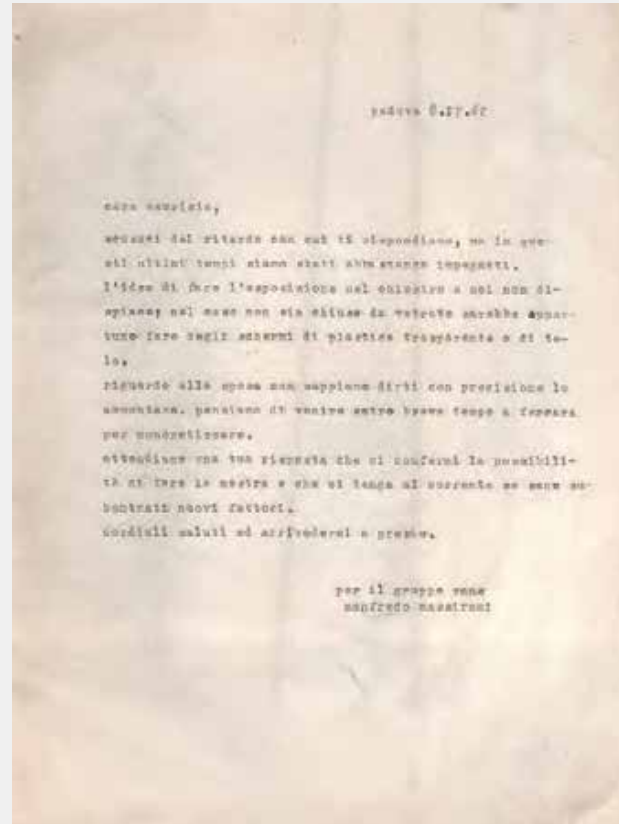 padova
caro maurizio,
scusaci del ritardo con cui ti rispondiamo, ma in que-
sti ultimi tempi siamo stati abbastanza impegnati.
l'idea di fare l'esposizione nel chiostro a noi non di-
spiace; nel caso non sia chiuso da vetrate sarebbe oppor-
tuno fare degli schermi di plastica trasparente o di te-
la.
riguardo alla spesa non sappiamo dirti con precisione lo
ammontare. pensiamo di venire entro breve tempo a ferrara
per concretizzare.
attendiamo una tua risposta che ci confermi la possibili-
tà di fare la mostra e che ci tenga al corrente se sono su-
bentrati nuovi fattori.
cordiali saluti ed arrivederci a presto.
per il gruppo enne
manfredo massironi